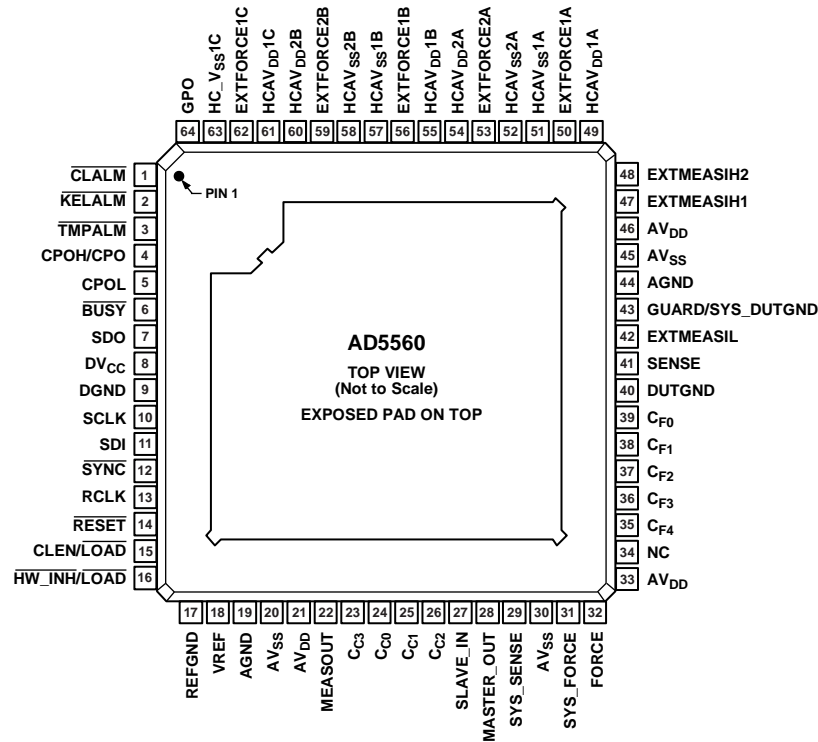 GPO
HC_VSS1C
EXTFORCE1C
HCAVDD1C
HCAVDD2B
EXTFORCE2B
HCAVSS2B
HCAVSS1B
EXTFORCE1B
HCAVDD1B
HCAVDD2A
EXTFORCE2A
HCAVSS2A
HCAVSS1A
EXTFORCE1A
HCAVDD1A
64 63 62 61 60 59 58 57 56 55 54 53 52 51 50 49
CLALM 1
KELALM 2
TMPALM 3
CPOH/CPO 4
CPOL 5
BUSY 6
SDO 7
DVCC 8
DGND 9
SCLK 10
SDI 11
SYNC 12
RCLK 13
RESET 14
CLEN/LOAD 15
HW_INH/LOAD 16
PIN 1
AD5560
TOP VIEW
(Not to Scale)
EXPOSED PAD ON TOP
48 EXTMEASIH2
47 EXTMEASIH1
46 AVDD
45 AVSS
44 AGND
43 GUARD/SYS_DUTGND
42 EXTMEASIL
41 SENSE
40 DUTGND
39 CF0
38 CF1
37 CF2
36 CF3
35 CF4
34 NC
33 AVDD
17 18 19 20 21 22 23 24 25 26 27 28 29 30 31 32
REFGND
VREF
AGND
AVSS
AVDD
MEASOUT
CC3
CC0
CC1
CC2
SLAVE_IN
MASTER_OUT
SYS_SENSE
AVSS
SYS_FORCE
FORCE